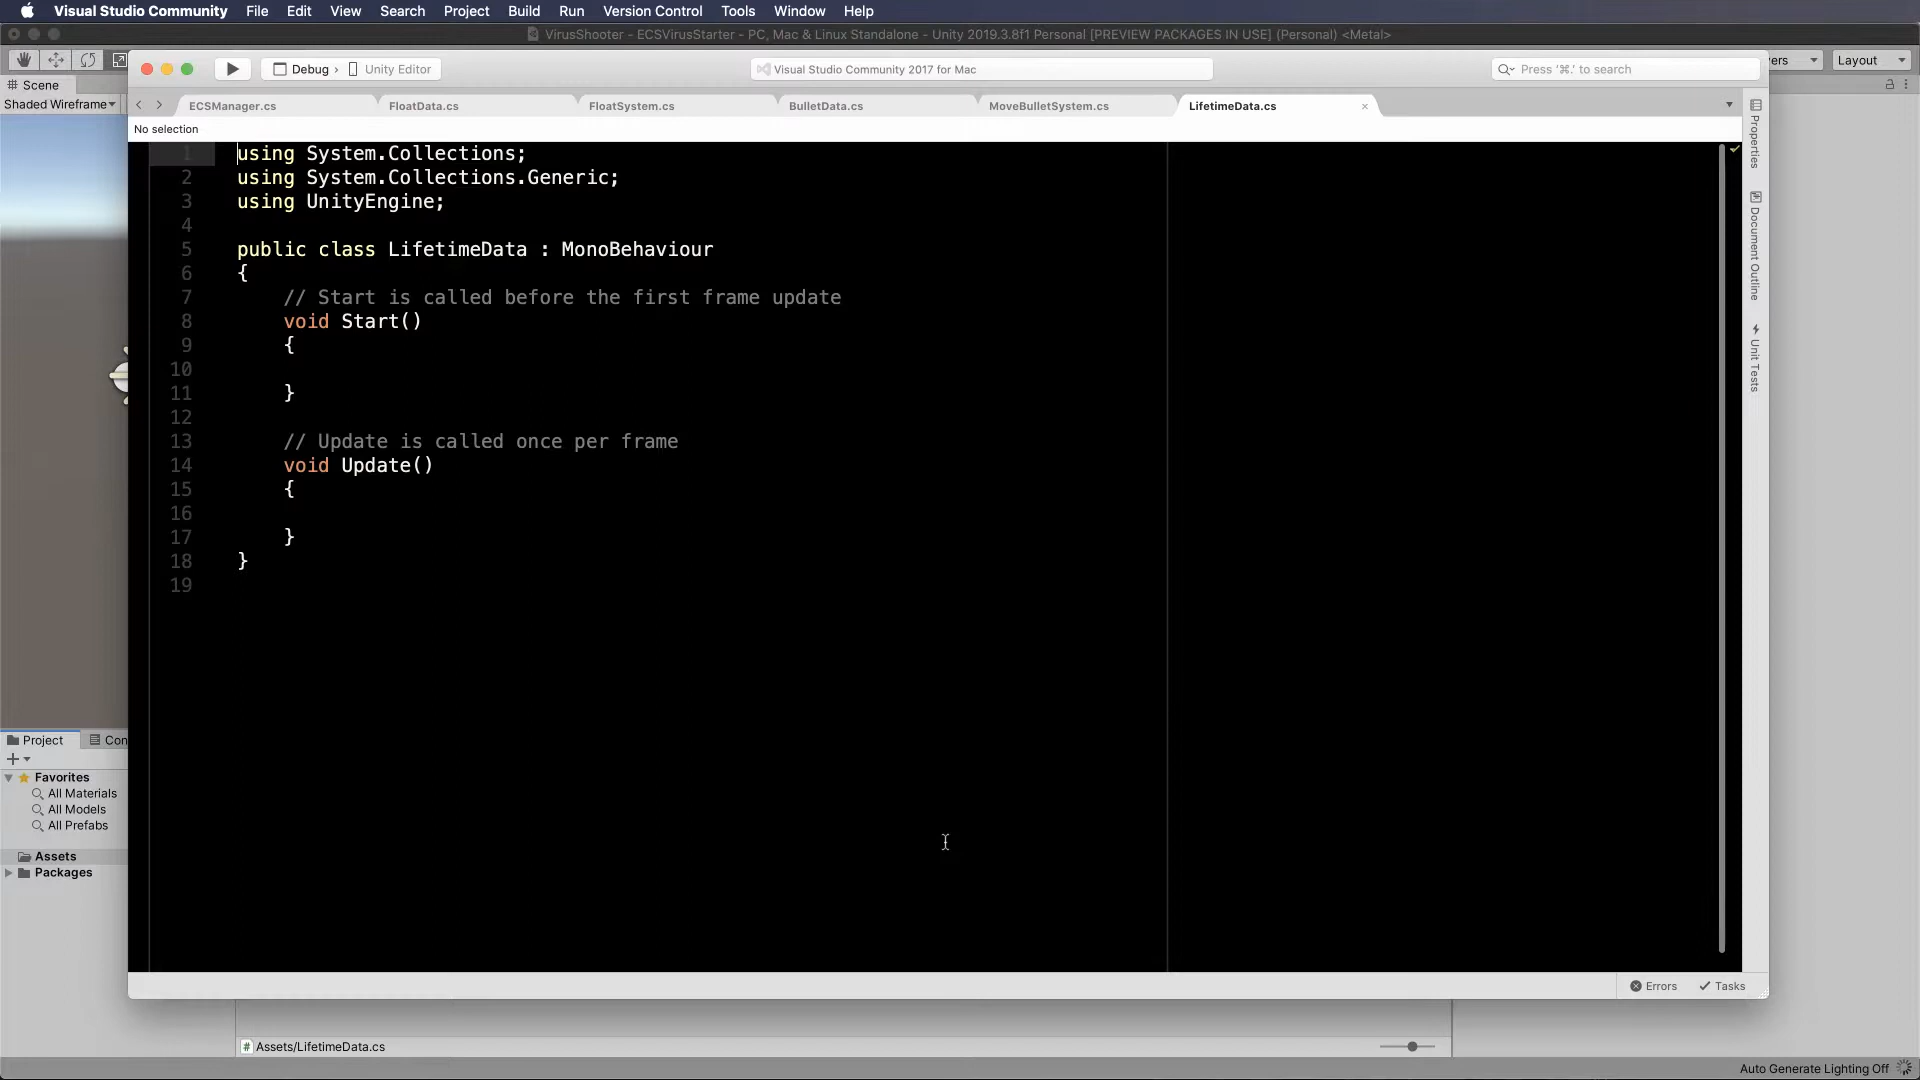 Visual Studio Community File Edit View Search Project Build Run Version Control Tools Window Help
VirusShooter - ECSVirusStarter - PC, Mac & Linux Standalone - Unity 2019.3.8f1 Personal [PREVIEW PACKAGES IN USE] (Personal) <Metal>
Debug › Unity Editor
Visual Studio Community 2017 for Mac
Press '⌘.' to search
Layout
Scene
Shaded Wireframe
ECSManager.cs FloatData.cs FloatSystem.cs BulletData.cs MoveBulletSystem.cs LifetimeData.cs
No selection
1 using System.Collections;
2 using System.Collections.Generic;
3 using UnityEngine;
4
5 public class LifetimeData : MonoBehaviour
6 {
7 // Start is called before the first frame update
8 void Start()
9 {
10
11 }
12
13 // Update is called once per frame
14 void Update()
15 {
16
17 }
18 }
19
Properties
Document Outline
Unit Tests
Project Con
Favorites
All Materials
All Models
All Prefabs
Assets
Packages
Errors Tasks
Assets/LifetimeData.cs
Auto Generate Lighting Off